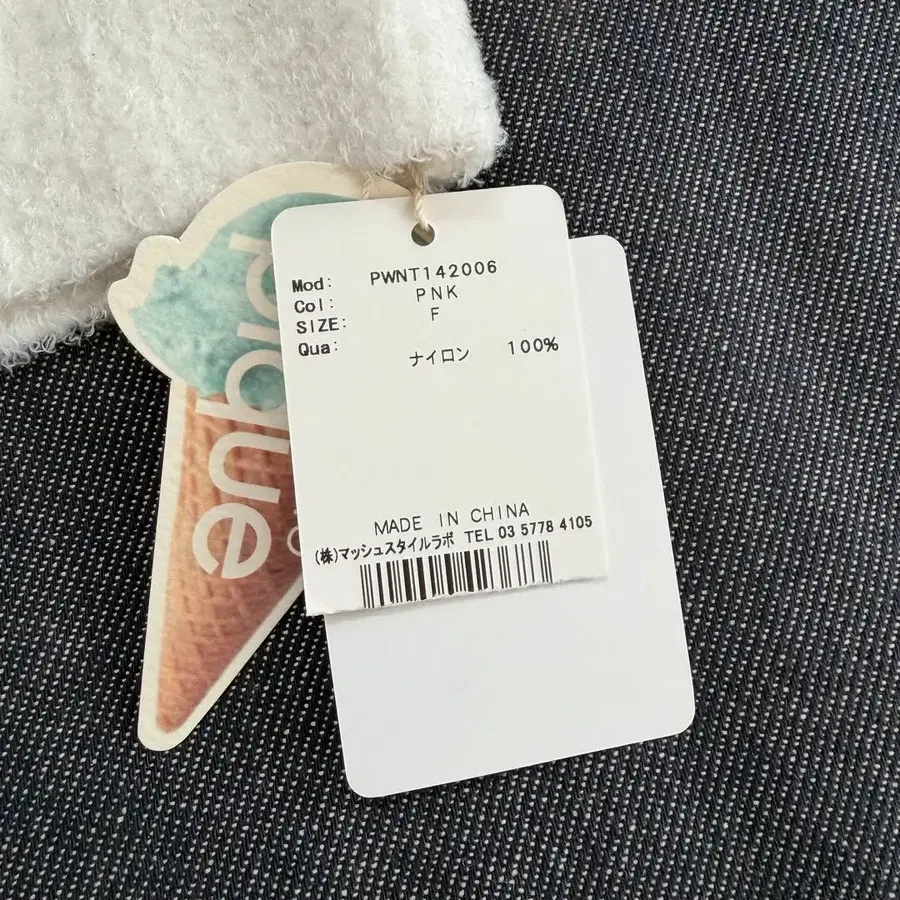 Mod: PWNT142006
Col: PNK
SIZE: F
Qua: ナイロン 100%
MADE IN CHINA
(株)マッシュスタイルラボ TEL 03 5778 4105
pique